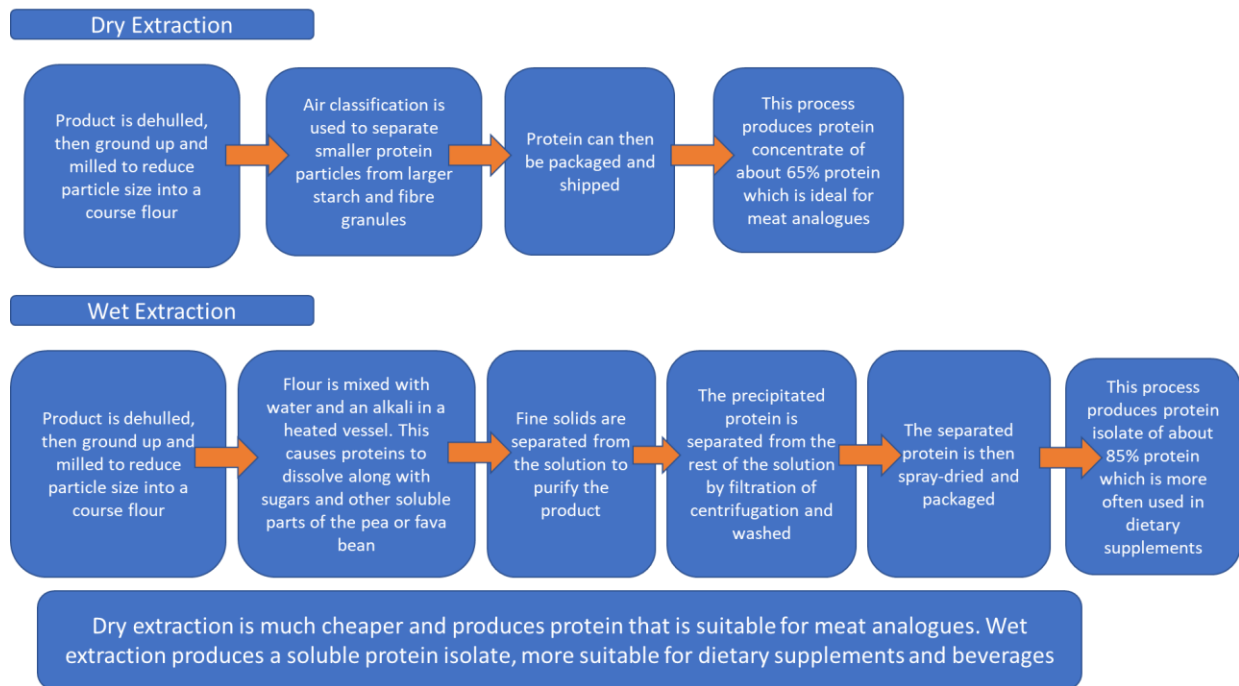 Dry Extraction
Product is dehulled,
then ground up and
milled to reduce
particle size into a
course flour
Air classification is
used to separate
smaller protein
particles from larger
starch and fibre
granules
Protein can then
be packaged and
shipped
This process
produces protein
concentrate of
about 65% protein
which is ideal for
meat analogues
Wet Extraction
Product is dehulled,
then ground up and
milled to reduce
particle size into a
course flour
Flour is mixed with
water and an alkali in a
heated vessel. This
causes proteins to
dissolve along with
sugars and other soluble
parts of the pea or fava
bean
Fine solids are
separated from
the solution to
purify the
product
The precipitated
protein is
separated from the
rest of the solution
by filtration of
centrifugation and
washed
The separated
protein is then
spray-dried and
packaged
This process
produces protein
isolate of about
85% protein
which is more
often used in
dietary
supplements
Dry extraction is much cheaper and produces protein that is suitable for meat analogues. Wet
extraction produces a soluble protein isolate, more suitable for dietary supplements and beverages